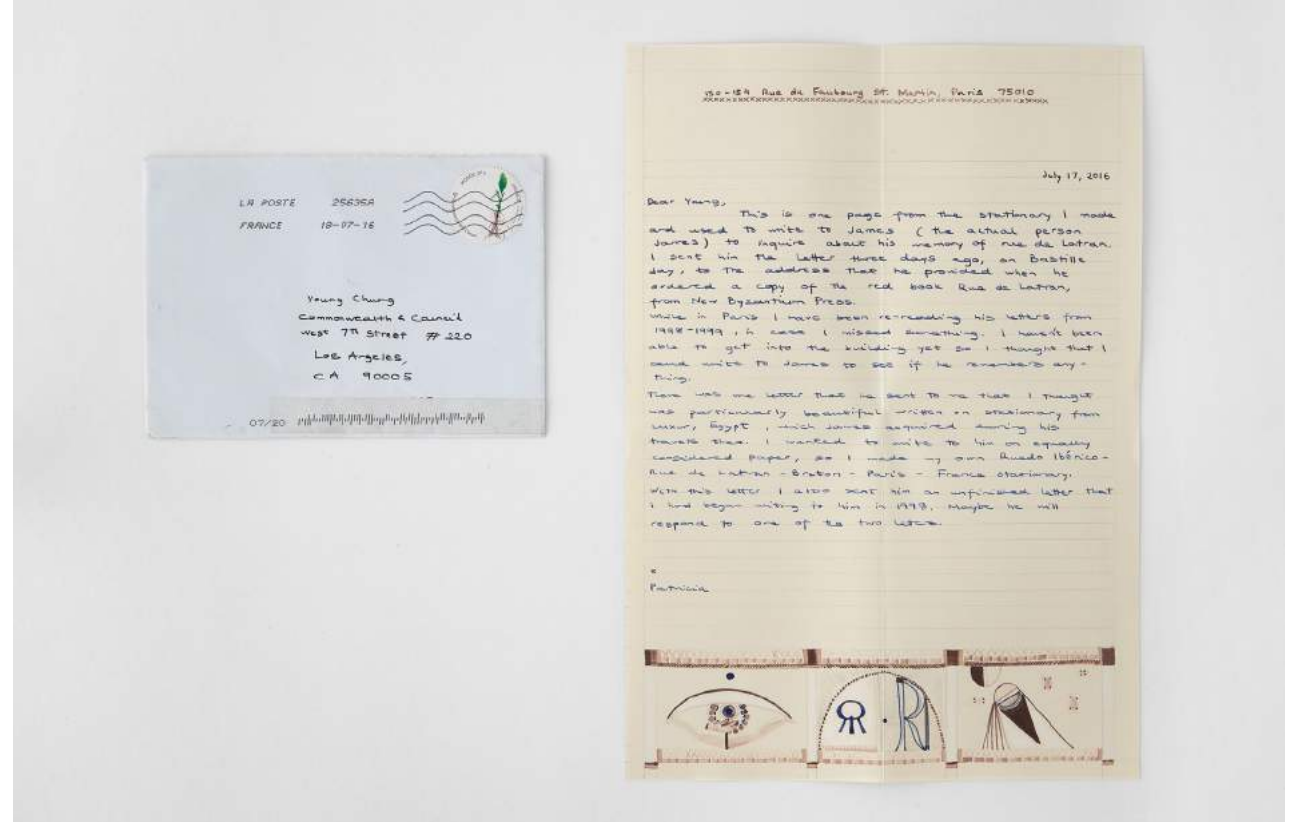 LA POSTE 25635A
FRANCE 18-07-16
Young Chung
Commonwealth & Council
West 7th Street # 220
Los Angeles,
CA 90005
07/20
150-154 Rue du Faubourg St. Martin, Paris 75010
July 17, 2016
Dear Young,
This is one page from the stationary I made
and used to write to James (the actual person
James) to inquire about his memory of rue de Latran.
I sent him the letter three days ago, on Bastille
day, to the address that he provided when he
ordered a copy of the red book Rue de Latran,
from New Byzantium Press.
While in Paris I have been re-reading his letters from
1998-1999, in case I missed something. I haven't been
able to get into the building yet so I thought that I
could write to James to see if he remembers any-
thing.
There was one letter that he sent to me that I thought
was particularly beautiful written on stationary from
Luxur, Egypt, which James acquired during his
travels there. I wanted to write to him on equally
considered paper, so I made my own Ruedo Ibérico-
Rue de Latran - Breton - Paris - France stationary.
With this letter I also sent him an unfinished letter that
I had began writing to him in 1998. Maybe he will
respond to one of the two letters.
x
Patricia
R R